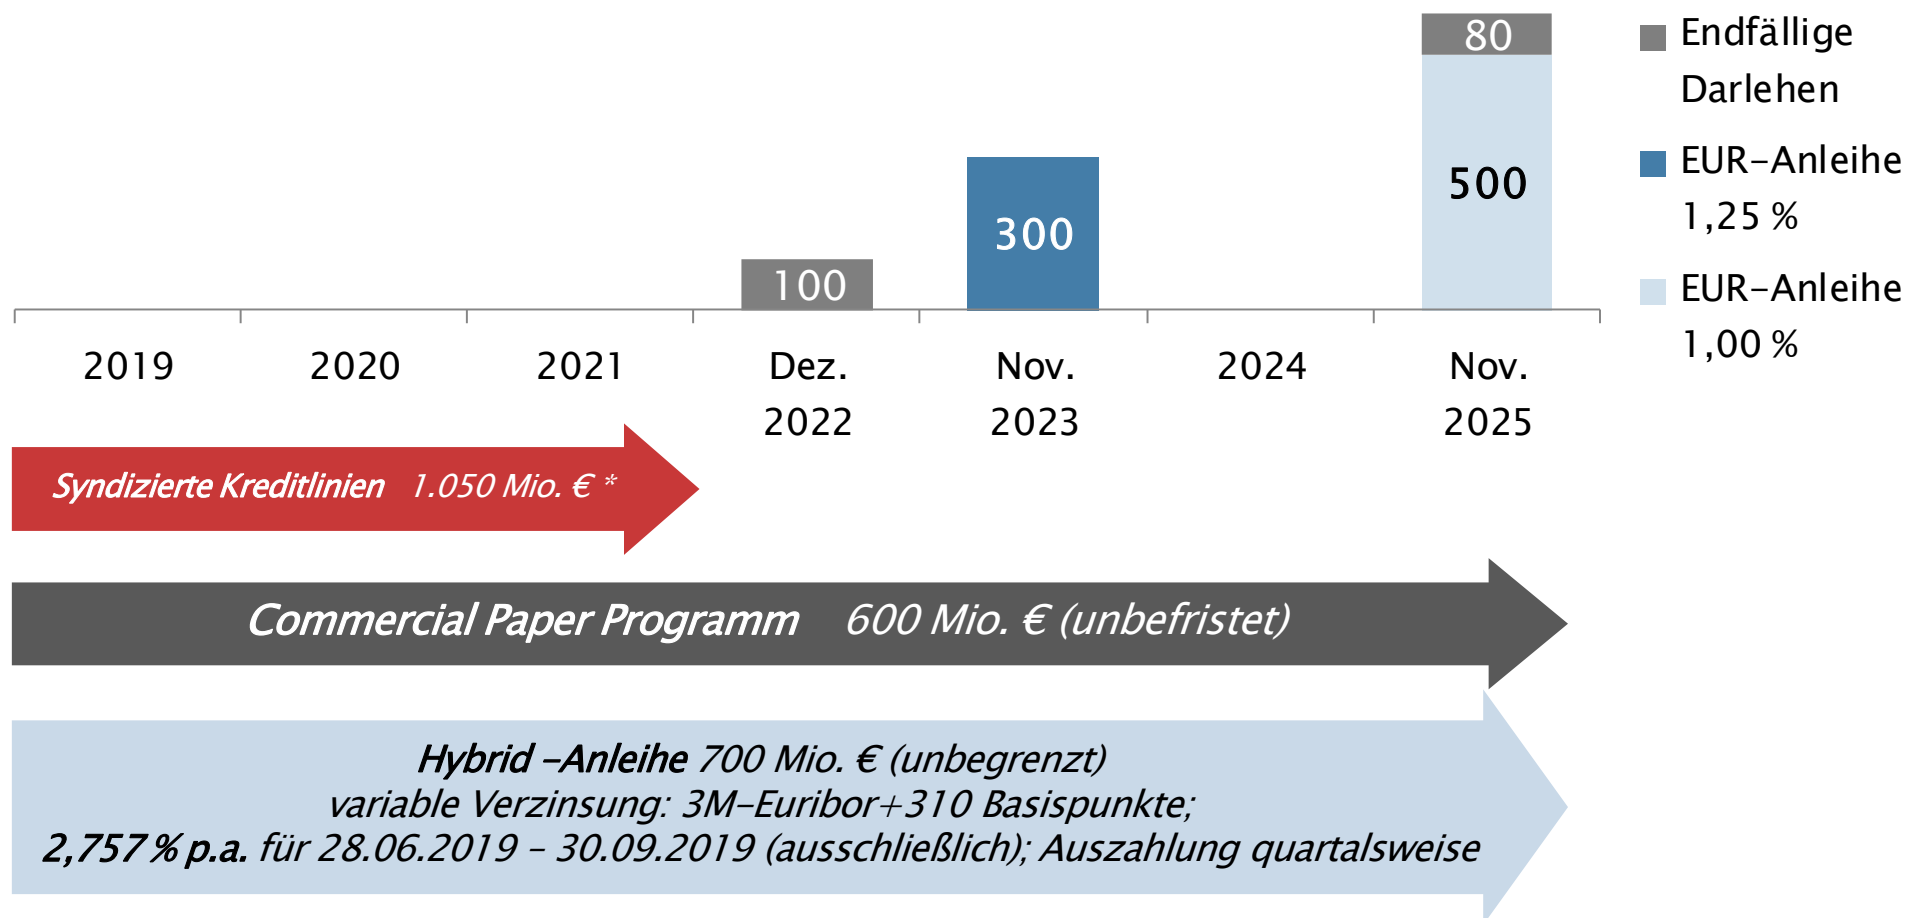 80
500
300
100
Endfällige
Darlehen
EUR-Anleihe
1,25 %
EUR-Anleihe
1,00 %
2019 2020 2021 Dez. Nov. 2024 Nov.
2022 2023 2025
Syndizierte Kreditlinien 1.050 Mio. € *
Commercial Paper Programm 600 Mio. € (unbefristet)
Hybrid -Anleihe 700 Mio. € (unbegrenzt)
variable Verzinsung: 3M-Euribor+310 Basispunkte;
2,757 % p.a. für 28.06.2019 – 30.09.2019 (ausschließlich); Auszahlung quartalsweise